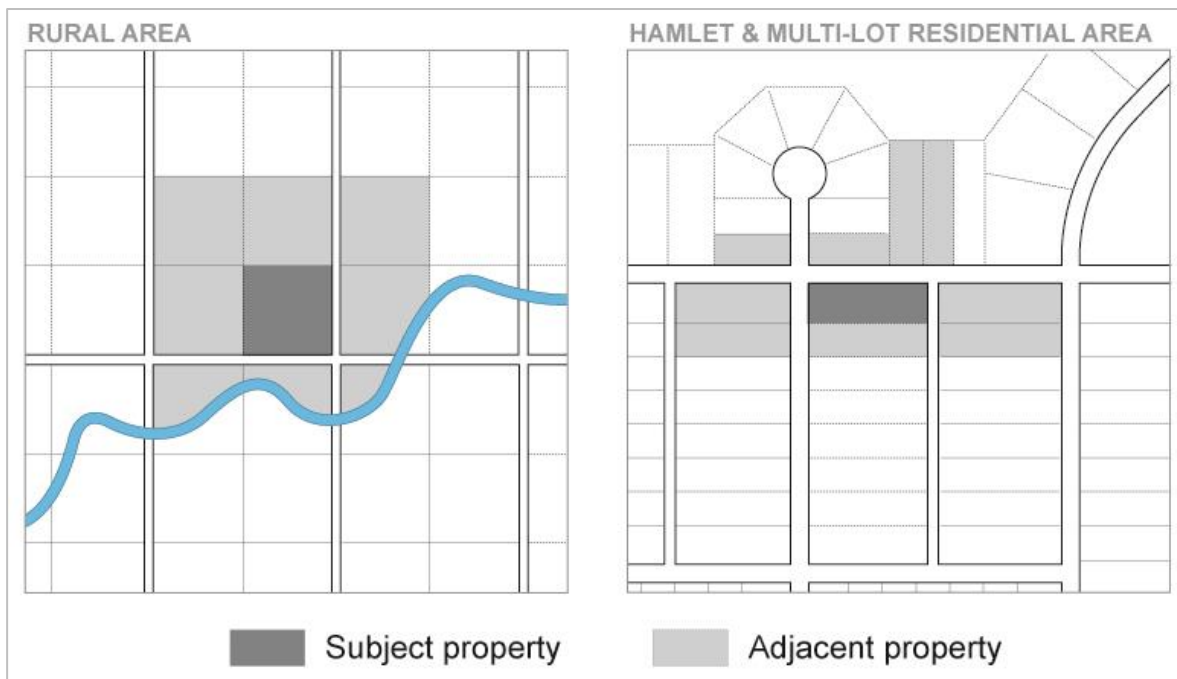 RURAL AREA
HAMLET & MULTI-LOT RESIDENTIAL AREA
Subject property
Adjacent property